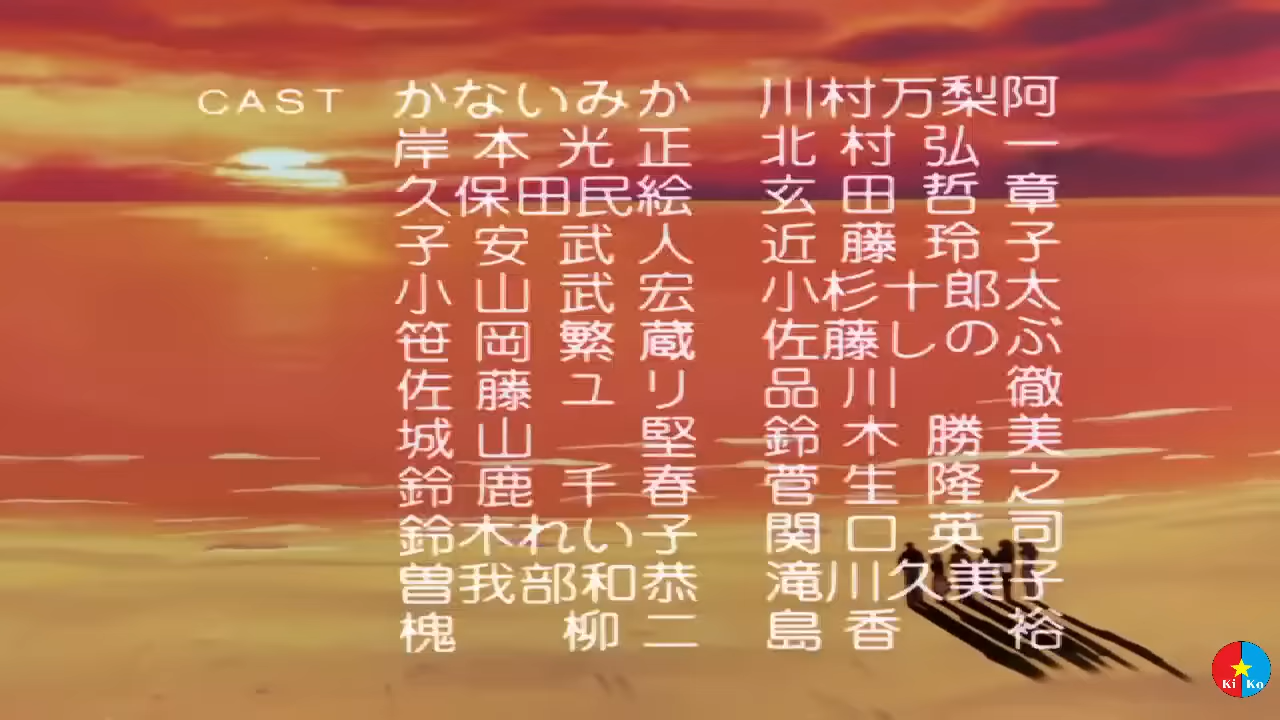 CAST かないみか 川村万梨阿
岸本光正 北村弘一
久保田民絵 玄田哲章
子安武人 近藤玲子
小山武宏 小杉十郎太
笹岡繁蔵 佐藤しのぶ
佐藤ユリ 品川徹
城山堅 鈴木勝美
鈴鹿千春 菅生隆之
鈴木れい子 関口英司
曽我部和恭 滝川久美子
槐柳二 島香裕
Ki Ko